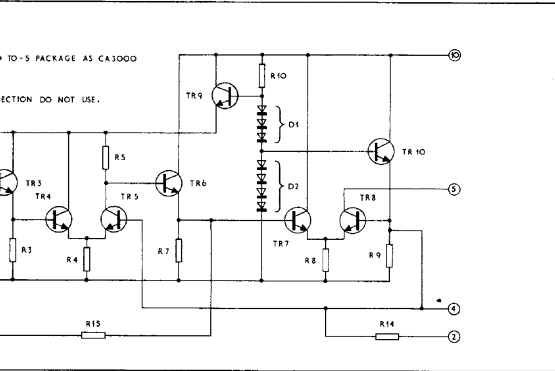 TO-5 PACKAGE AS CA3000
10
R10
TR9
ECTION DO NOT USE.
D1
R5
TR10
TR3
TR6
D2
5
TR4
TR5
TR8
TR7
R3
R4
R7
R8
R9
4
R15
R14
2